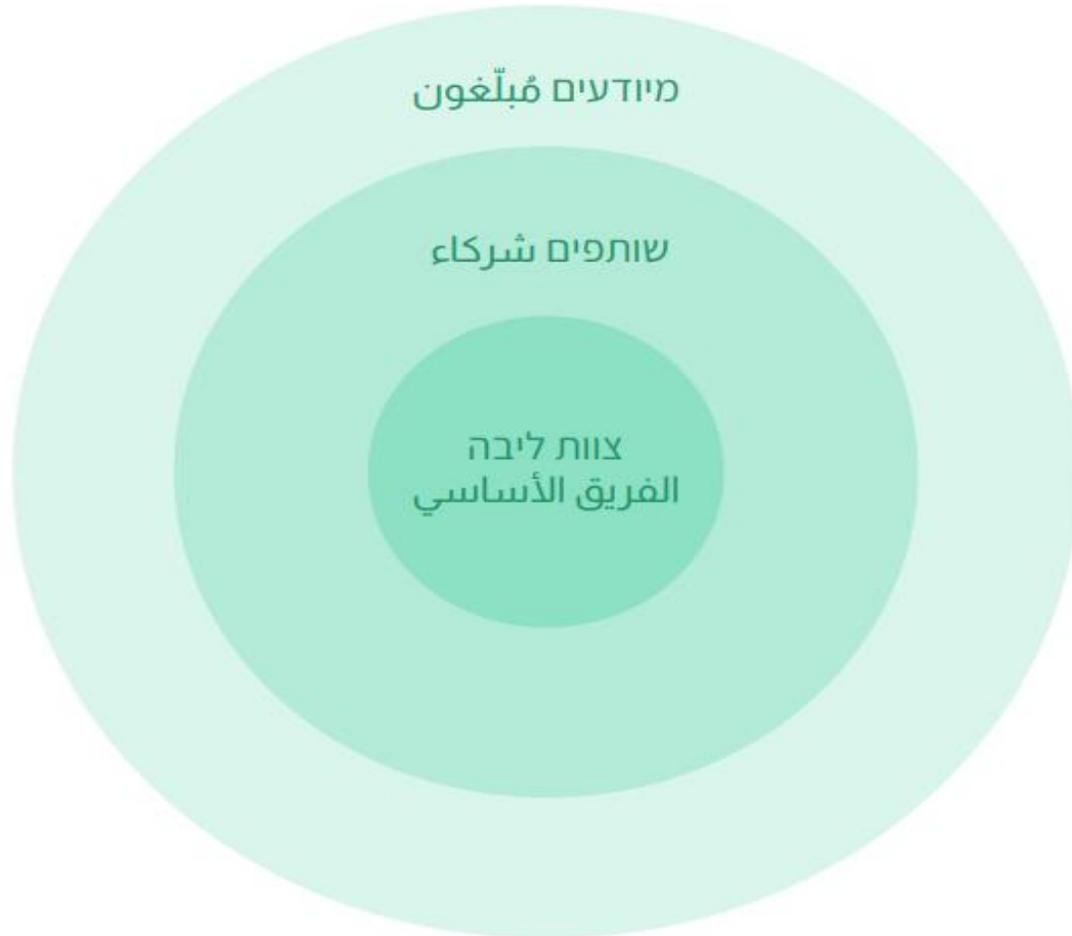 מיודעים مُبلّغون
שותפים شركاء
צוות ליבה
الفريق الأساسي